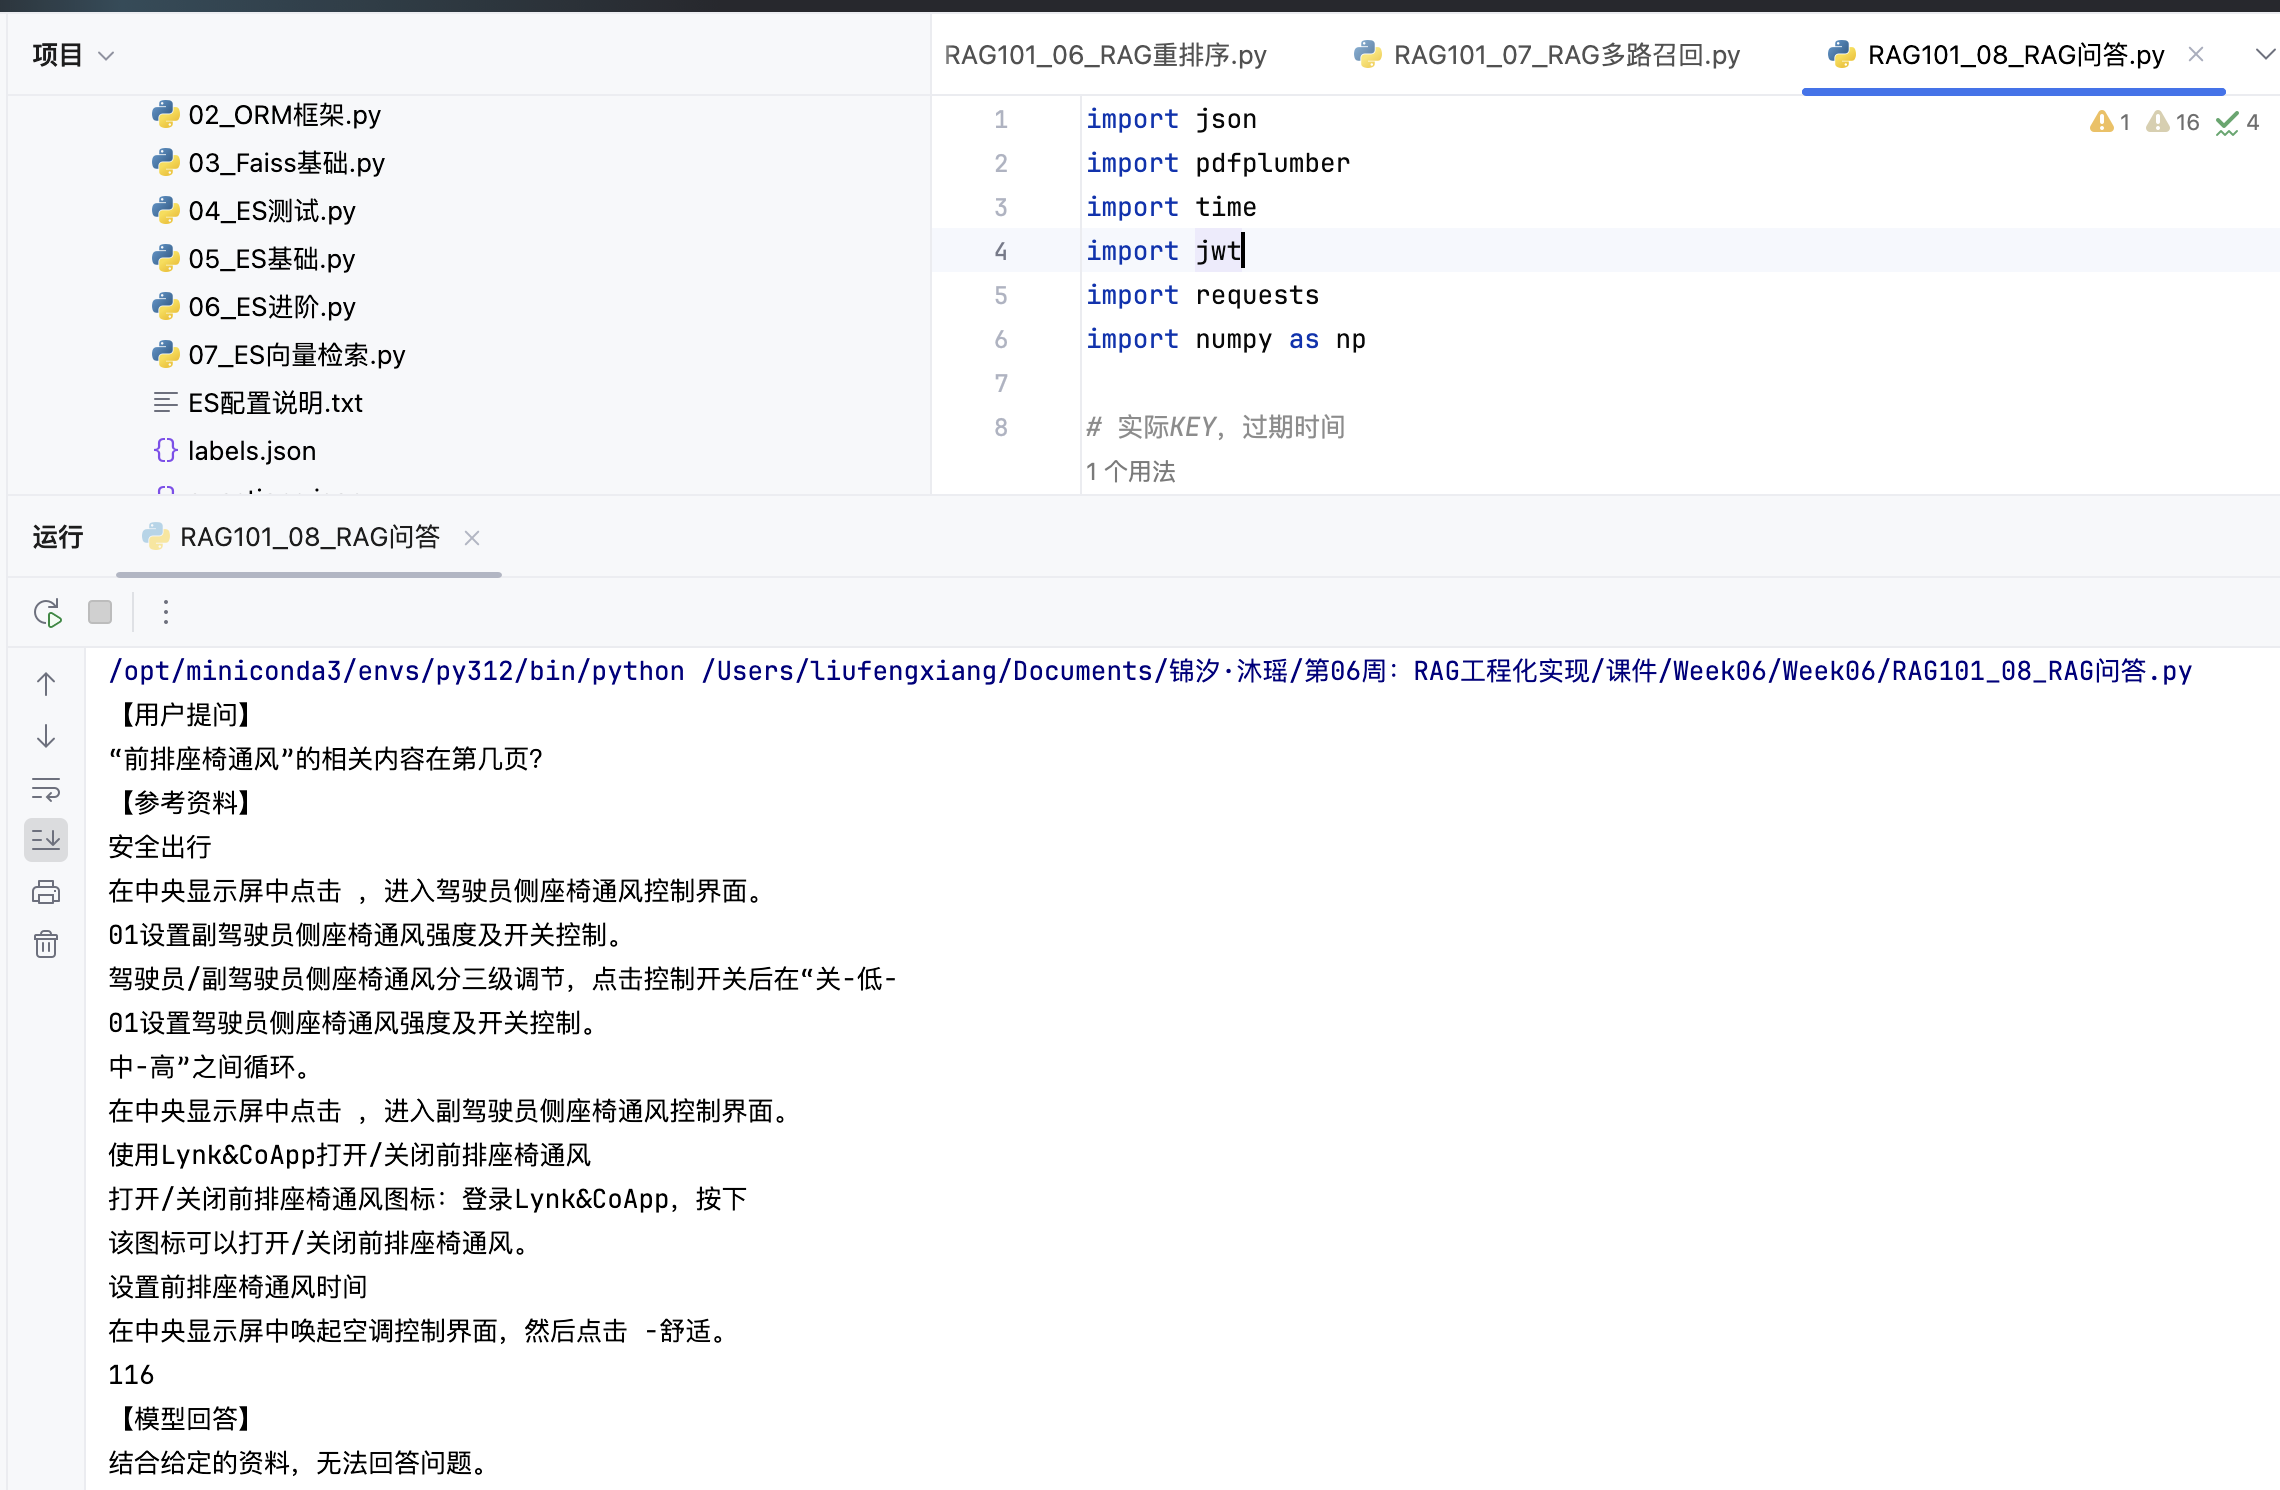 项目
RAG101_06_RAG重排序.py
RAG101_07_RAG多路召回.py
RAG101_08_RAG问答.py
02_ORM框架.py
03_Faiss基础.py
04_ES测试.py
05_ES基础.py
06_ES进阶.py
07_ES向量检索.py
ES配置说明.txt
labels.json
1 import json
2 import pdfplumber
3 import time
4 import jwt
5 import requests
6 import numpy as np
7
8 # 实际KEY，过期时间
1 个用法
1 16 4
运行
RAG101_08_RAG问答
/opt/miniconda3/envs/py312/bin/python /Users/liufengxiang/Documents/锦汐·沐瑶/第06周：RAG工程化实现/课件/Week06/Week06/RAG101_08_RAG问答.py
【用户提问】
“前排座椅通风”的相关内容在第几页？
【参考资料】
安全出行
在中央显示屏中点击 ，进入驾驶员侧座椅通风控制界面。
01设置副驾驶员侧座椅通风强度及开关控制。
驾驶员/副驾驶员侧座椅通风分三级调节，点击控制开关后在“关-低-
01设置驾驶员侧座椅通风强度及开关控制。
中-高”之间循环。
在中央显示屏中点击 ，进入副驾驶员侧座椅通风控制界面。
使用Lynk&CoApp打开/关闭前排座椅通风
打开/关闭前排座椅通风图标：登录Lynk&CoApp，按下
该图标可以打开/关闭前排座椅通风。
设置前排座椅通风时间
在中央显示屏中唤起空调控制界面，然后点击 -舒适。
116
【模型回答】
结合给定的资料，无法回答问题。